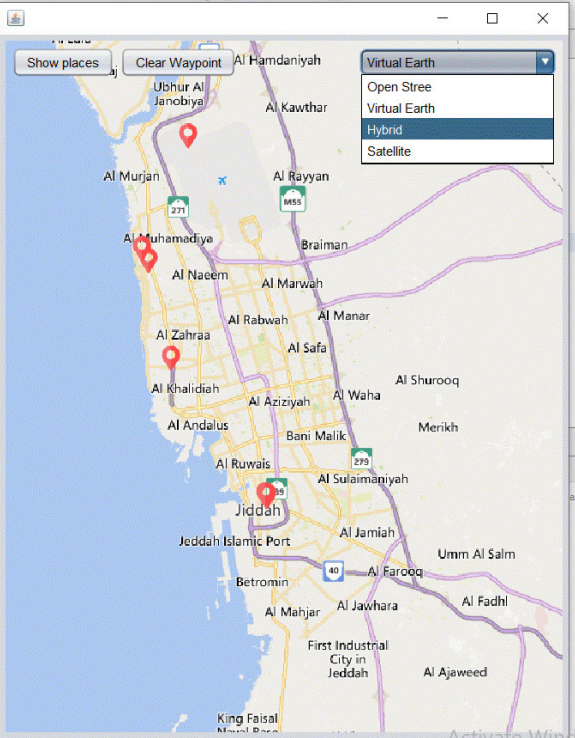 Show places
Clear Waypoint
Al Hamdaniyah
Virtual Earth
Open Stree
Virtual Earth
Hybrid
Satellite
Ubhur Al
Janobiya
Al Kawthar
Al Murjan
Al Rayyan
271
M55
Al Muhamadiya
Braiman
Al Naeem
Al Marwah
Al Rabwah
Al Manar
Al Zahraa
Al Safa
Al Khalidiah
Al Shurooq
Al Waha
Al Aziziyah
Al Andalus
Merikh
Bani Malik
Al Ruwais
279
Al Sulaimaniyah
Jiddah
Al Jamiah
Jeddah Islamic Port
Umm Al Salm
40
Al Farooq
Betromin
Al Mahjar
Al Jawhara
Al Fadhl
First Industrial
City in
Jeddah
Al Ajaweed
King Faisal
Naval Base